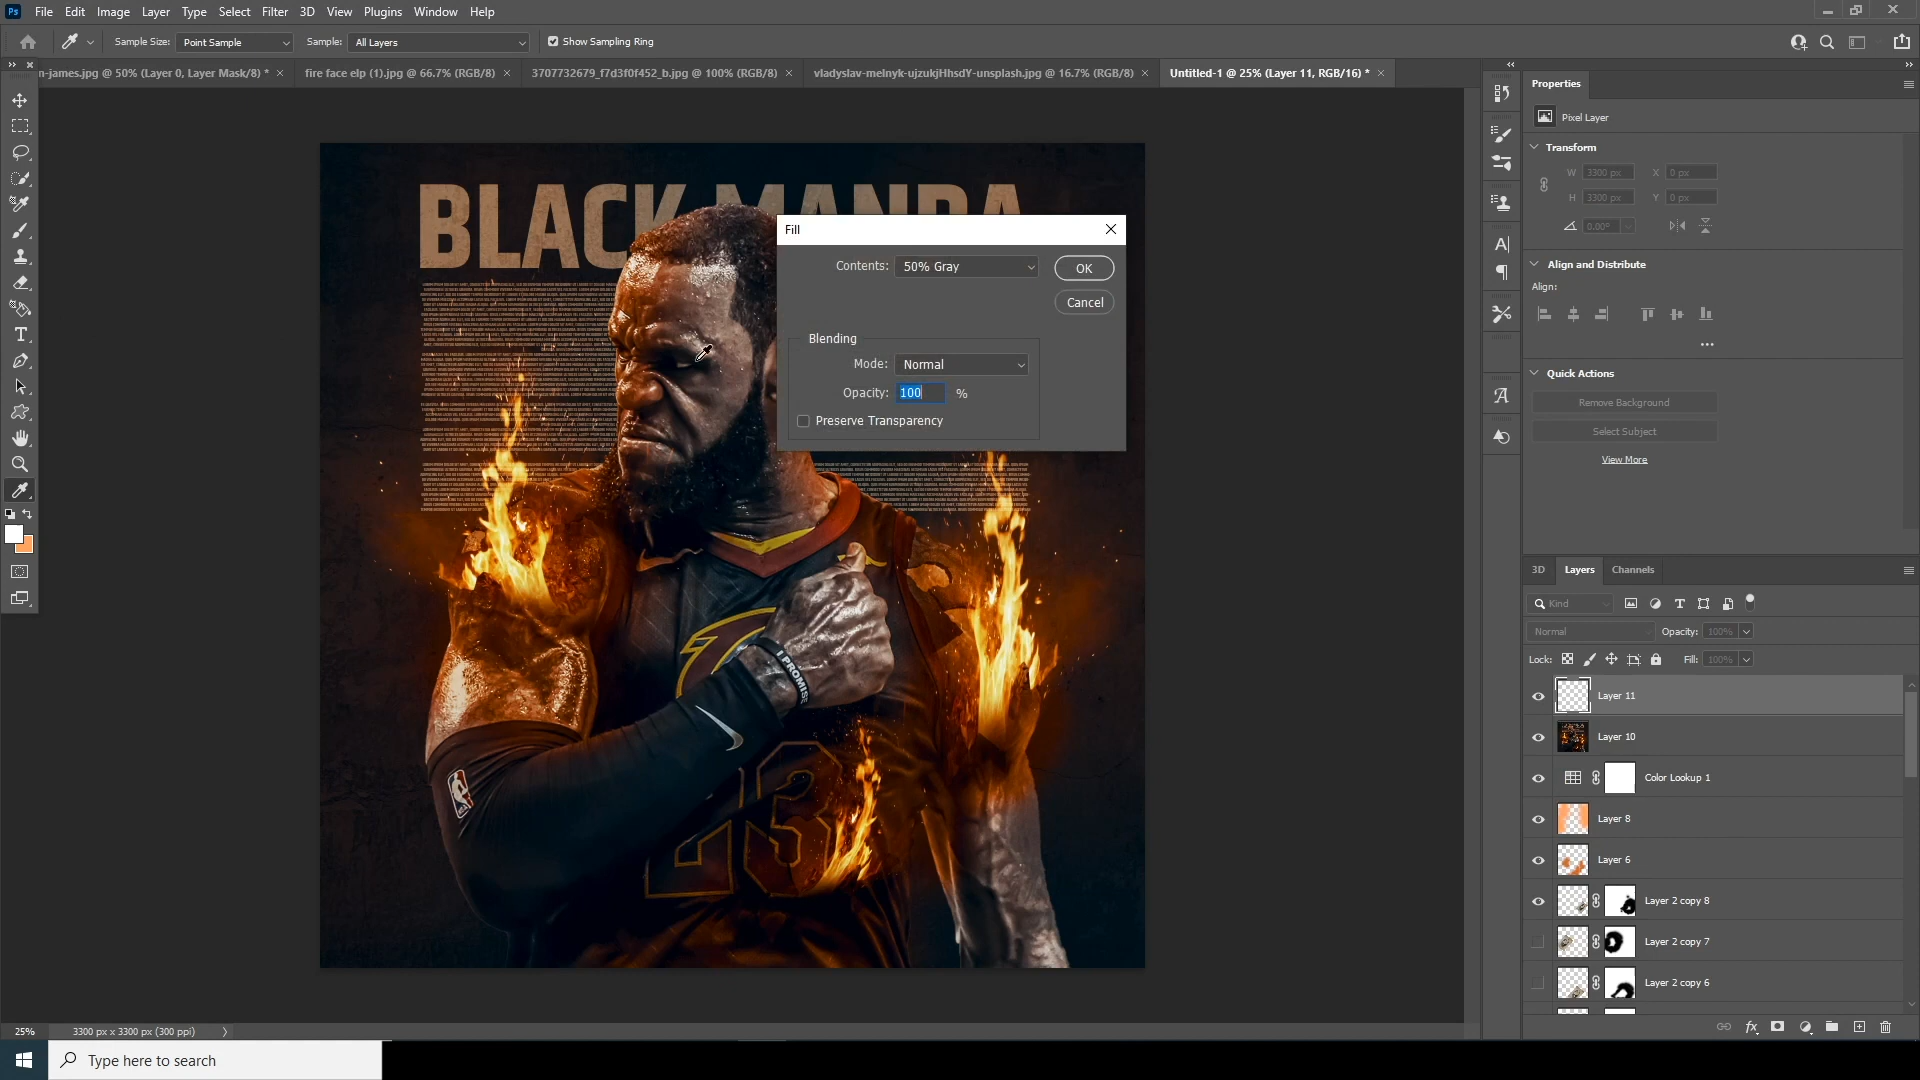 Ps File Edit Image Layer Type Select Filter 3D View Plugins Window Help
Sample Size: Point Sample Sample: All Layers Show Sampling Ring
n-james.jpg @ 50% (Layer 0, Layer Mask/8) *
fire face elp (1).jpg @ 66.7% (RGB/8)
3707732679_f7d3f0f452_b.jpg @ 100% (RGB/8)
vladyslav-melnyk-ujzukjHhsdY-unsplash.jpg @ 16.7% (RGB/8)
Untitled-1 @ 25% (Layer 11, RGB/16) *
BLACK MANDA
Fill
Contents: 50% Gray
OK
Cancel
Blending
Mode: Normal
Opacity: 100 %
Preserve Transparency
I PROMISE
NBA
23
Properties
Pixel Layer
Transform
W 3300 px X 0 px
H 3300 px Y 0 px
0.00°
Align and Distribute
Align:
Quick Actions
Remove Background
Select Subject
View More
3D Layers Channels
Kind
Normal Opacity: 100%
Lock: Fill: 100%
Layer 11
Layer 10
Color Lookup 1
Layer 8
Layer 6
Layer 2 copy 8
Layer 2 copy 7
Layer 2 copy 6
25% 3300 px x 3300 px (300 ppi)
Type here to search